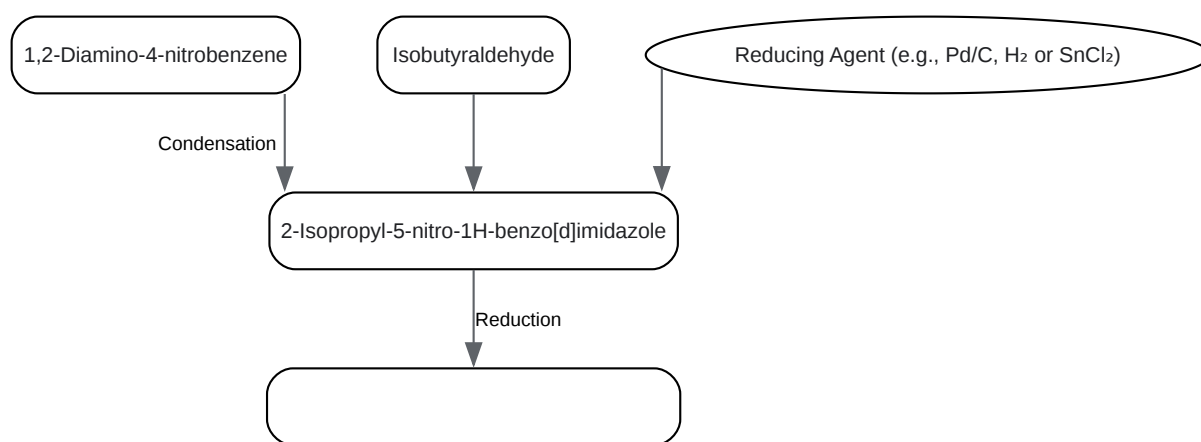 1,2-Diamino-4-nitrobenzene
Isobutyraldehyde
Reducing Agent (e.g., Pd/C, H₂ or SnCl₂)
Condensation
2-Isopropyl-5-nitro-1H-benzo[d]imidazole
Reduction